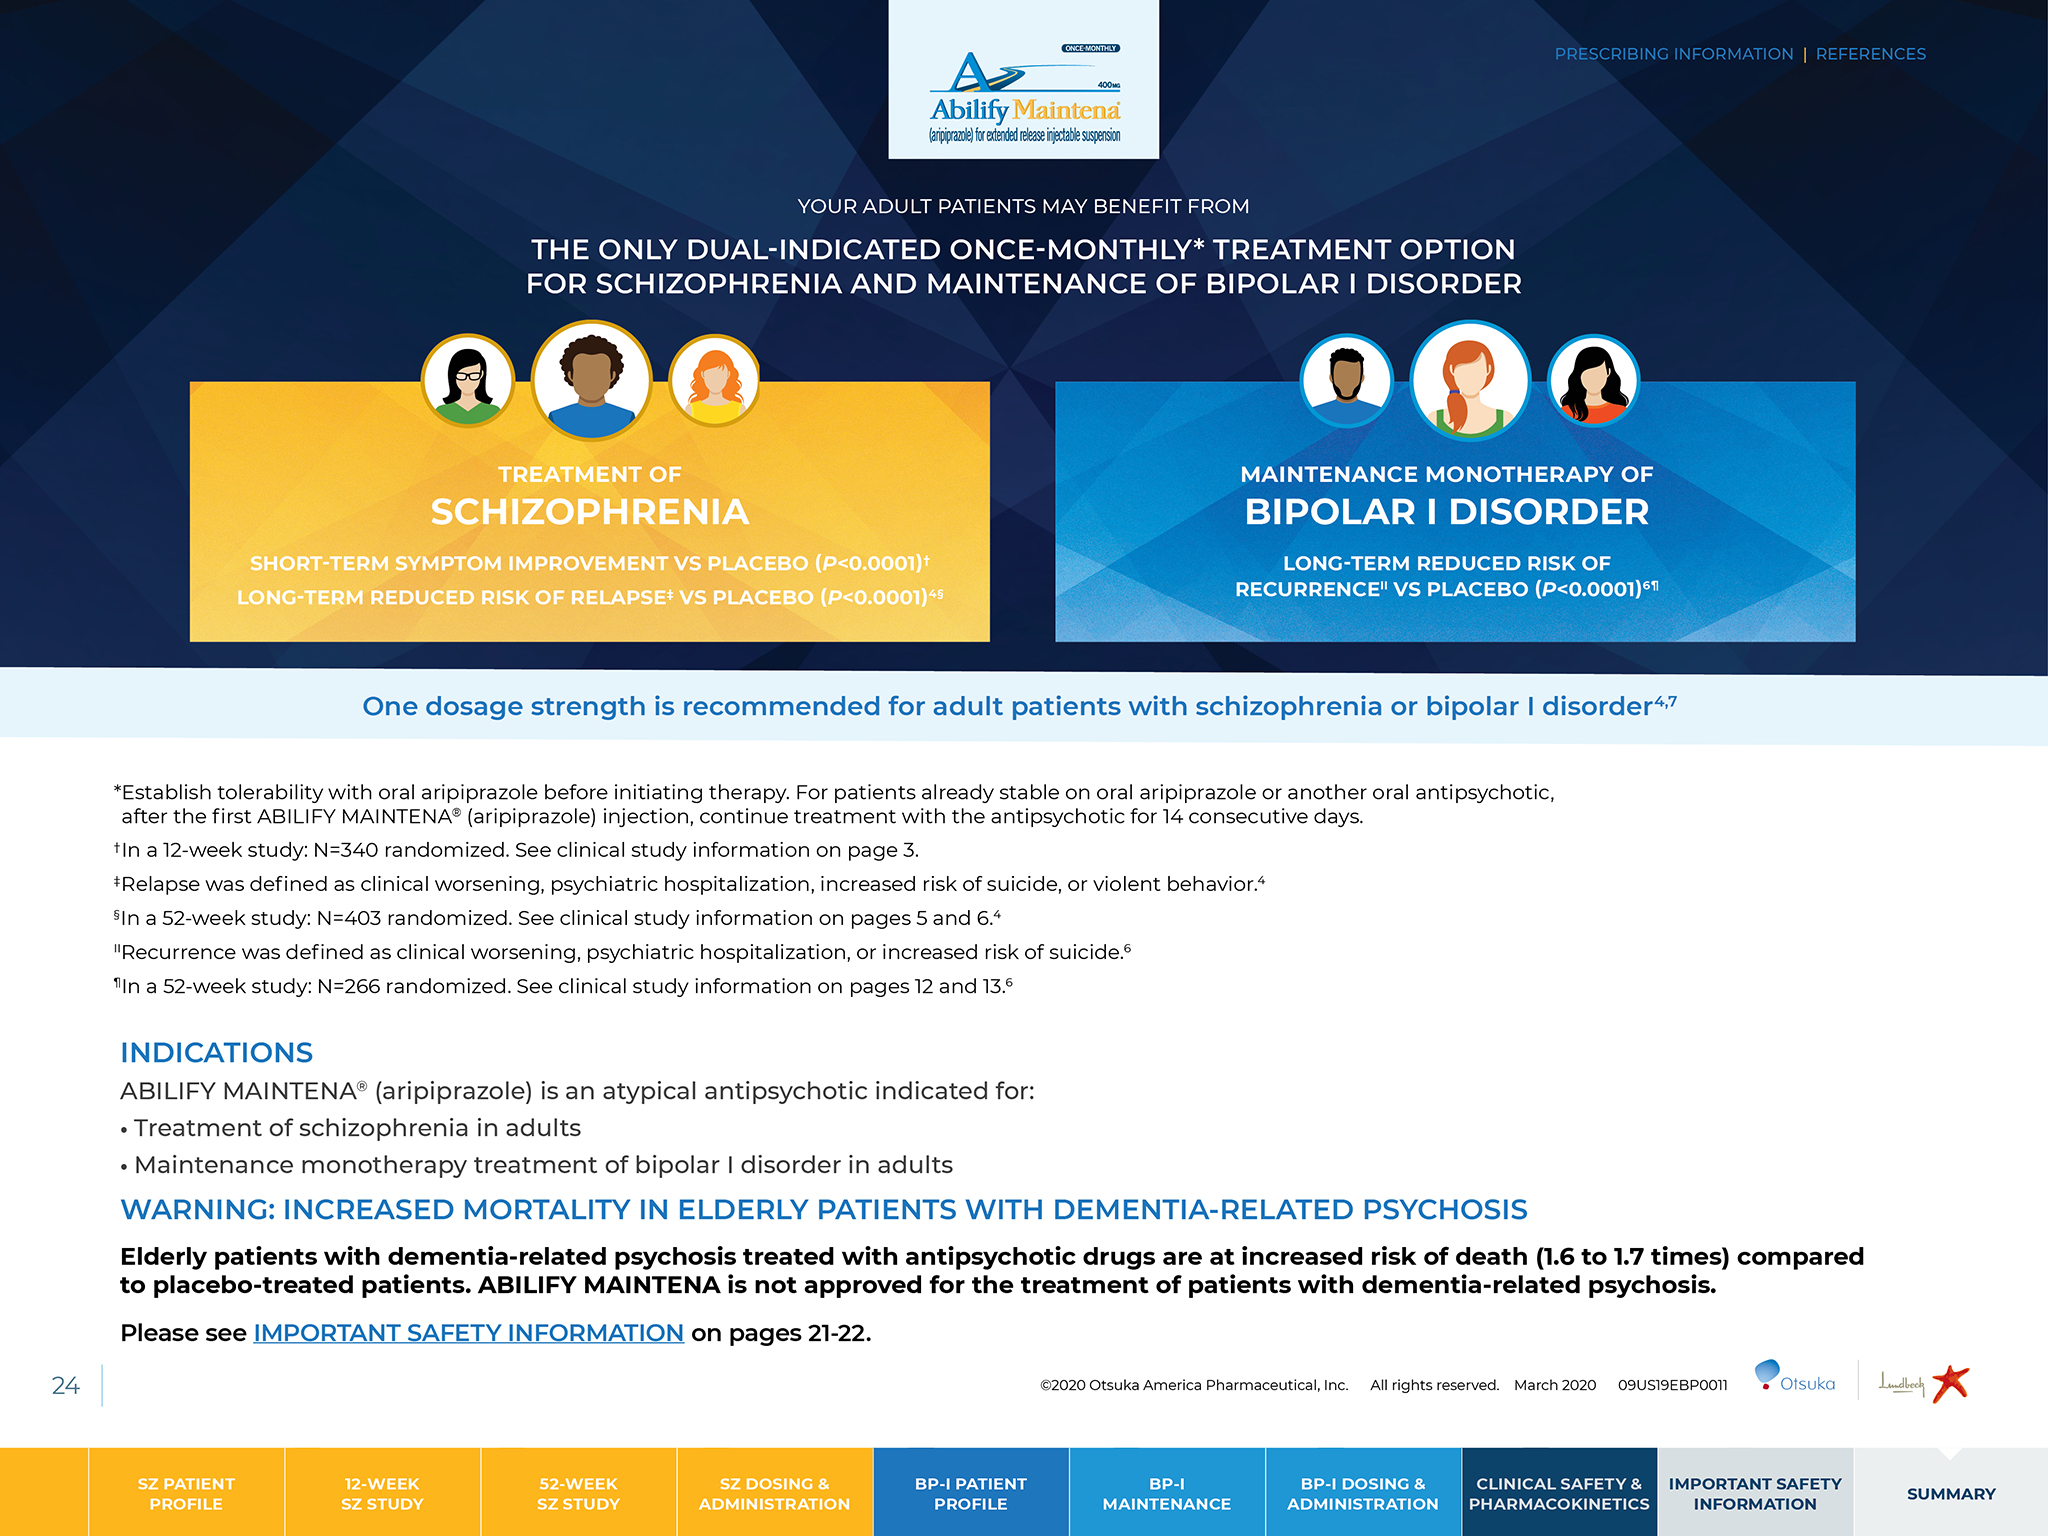 ONCE-MONTHLY
400MG
Abilify Maintena®
(aripiprazole) for extended release injectable suspension
PRESCRIBING INFORMATION | REFERENCES
YOUR ADULT PATIENTS MAY BENEFIT FROM
THE ONLY DUAL-INDICATED ONCE-MONTHLY* TREATMENT OPTION
FOR SCHIZOPHRENIA AND MAINTENANCE OF BIPOLAR I DISORDER
TREATMENT OF
SCHIZOPHRENIA
SHORT-TERM SYMPTOM IMPROVEMENT VS PLACEBO (P<0.0001)†
LONG-TERM REDUCED RISK OF RELAPSE‡ VS PLACEBO (P<0.0001)⁴§
MAINTENANCE MONOTHERAPY OF
BIPOLAR I DISORDER
LONG-TERM REDUCED RISK OF
RECURRENCE‖ VS PLACEBO (P<0.0001)⁶¶
One dosage strength is recommended for adult patients with schizophrenia or bipolar I disorder⁴,⁷
*Establish tolerability with oral aripiprazole before initiating therapy. For patients already stable on oral aripiprazole or another oral antipsychotic,
after the first ABILIFY MAINTENA® (aripiprazole) injection, continue treatment with the antipsychotic for 14 consecutive days.
†In a 12-week study: N=340 randomized. See clinical study information on page 3.
‡Relapse was defined as clinical worsening, psychiatric hospitalization, increased risk of suicide, or violent behavior.⁴
§In a 52-week study: N=403 randomized. See clinical study information on pages 5 and 6.⁴
‖Recurrence was defined as clinical worsening, psychiatric hospitalization, or increased risk of suicide.⁶
¶In a 52-week study: N=266 randomized. See clinical study information on pages 12 and 13.⁶
INDICATIONS
ABILIFY MAINTENA® (aripiprazole) is an atypical antipsychotic indicated for:
• Treatment of schizophrenia in adults
• Maintenance monotherapy treatment of bipolar I disorder in adults
WARNING: INCREASED MORTALITY IN ELDERLY PATIENTS WITH DEMENTIA-RELATED PSYCHOSIS
Elderly patients with dementia-related psychosis treated with antipsychotic drugs are at increased risk of death (1.6 to 1.7 times) compared
to placebo-treated patients. ABILIFY MAINTENA is not approved for the treatment of patients with dementia-related psychosis.
Please see IMPORTANT SAFETY INFORMATION on pages 21-22.
24
©2020 Otsuka America Pharmaceutical, Inc. All rights reserved. March 2020 09US19EBP0011
Otsuka
Lundbeck
SZ PATIENT
PROFILE
12-WEEK
SZ STUDY
52-WEEK
SZ STUDY
SZ DOSING &
ADMINISTRATION
BP-I PATIENT
PROFILE
BP-I
MAINTENANCE
BP-I DOSING &
ADMINISTRATION
CLINICAL SAFETY &
PHARMACOKINETICS
IMPORTANT SAFETY
INFORMATION
SUMMARY